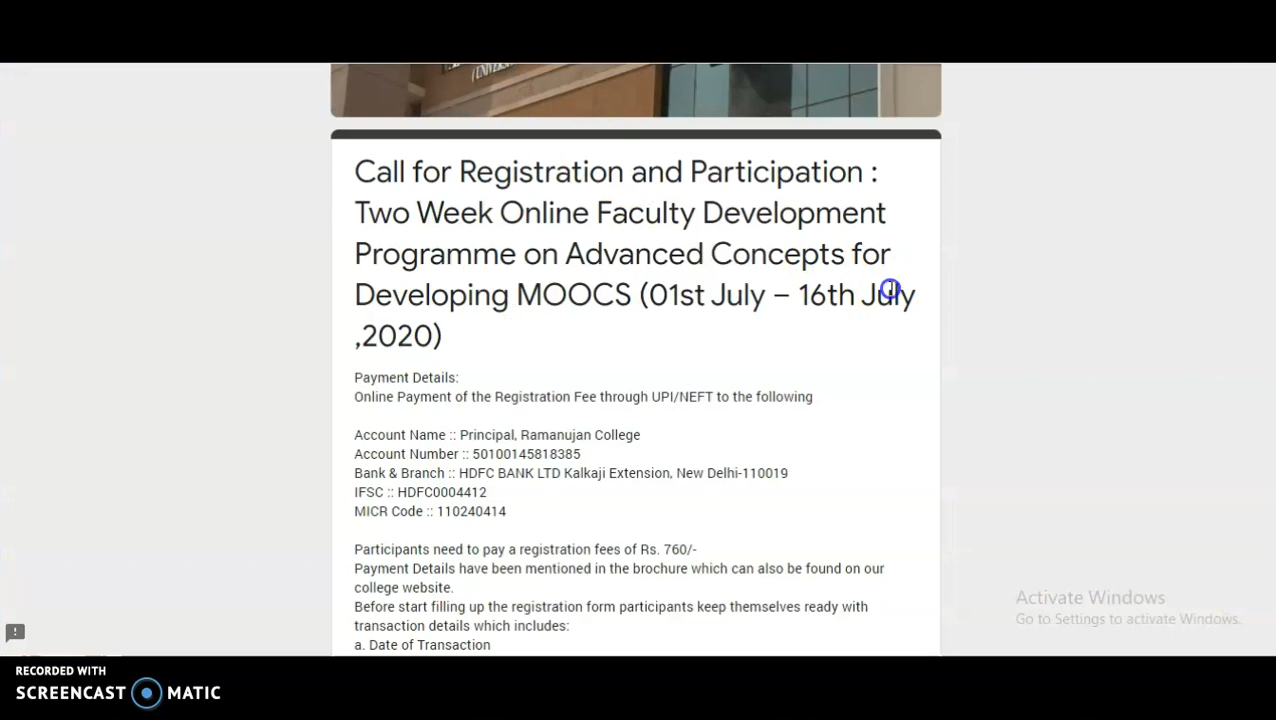 Call for Registration and Participation :
Two Week Online Faculty Development
Programme on Advanced Concepts for
Developing MOOCS (01st July – 16th July
,2020)
Payment Details:
Online Payment of the Registration Fee through UPI/NEFT to the following
Account Name :: Principal, Ramanujan College
Account Number :: 50100145818385
Bank & Branch :: HDFC BANK LTD Kalkaji Extension, New Delhi-110019
IFSC :: HDFC0004412
MICR Code :: 110240414
Participants need to pay a registration fees of Rs. 760/-
Payment Details have been mentioned in the brochure which can also be found on our
college website.
Before start filling up the registration form participants keep themselves ready with
transaction details which includes:
a. Date of Transaction
Activate Windows
Go to Settings to activate Windows.
RECORDED WITH
SCREENCAST MATIC